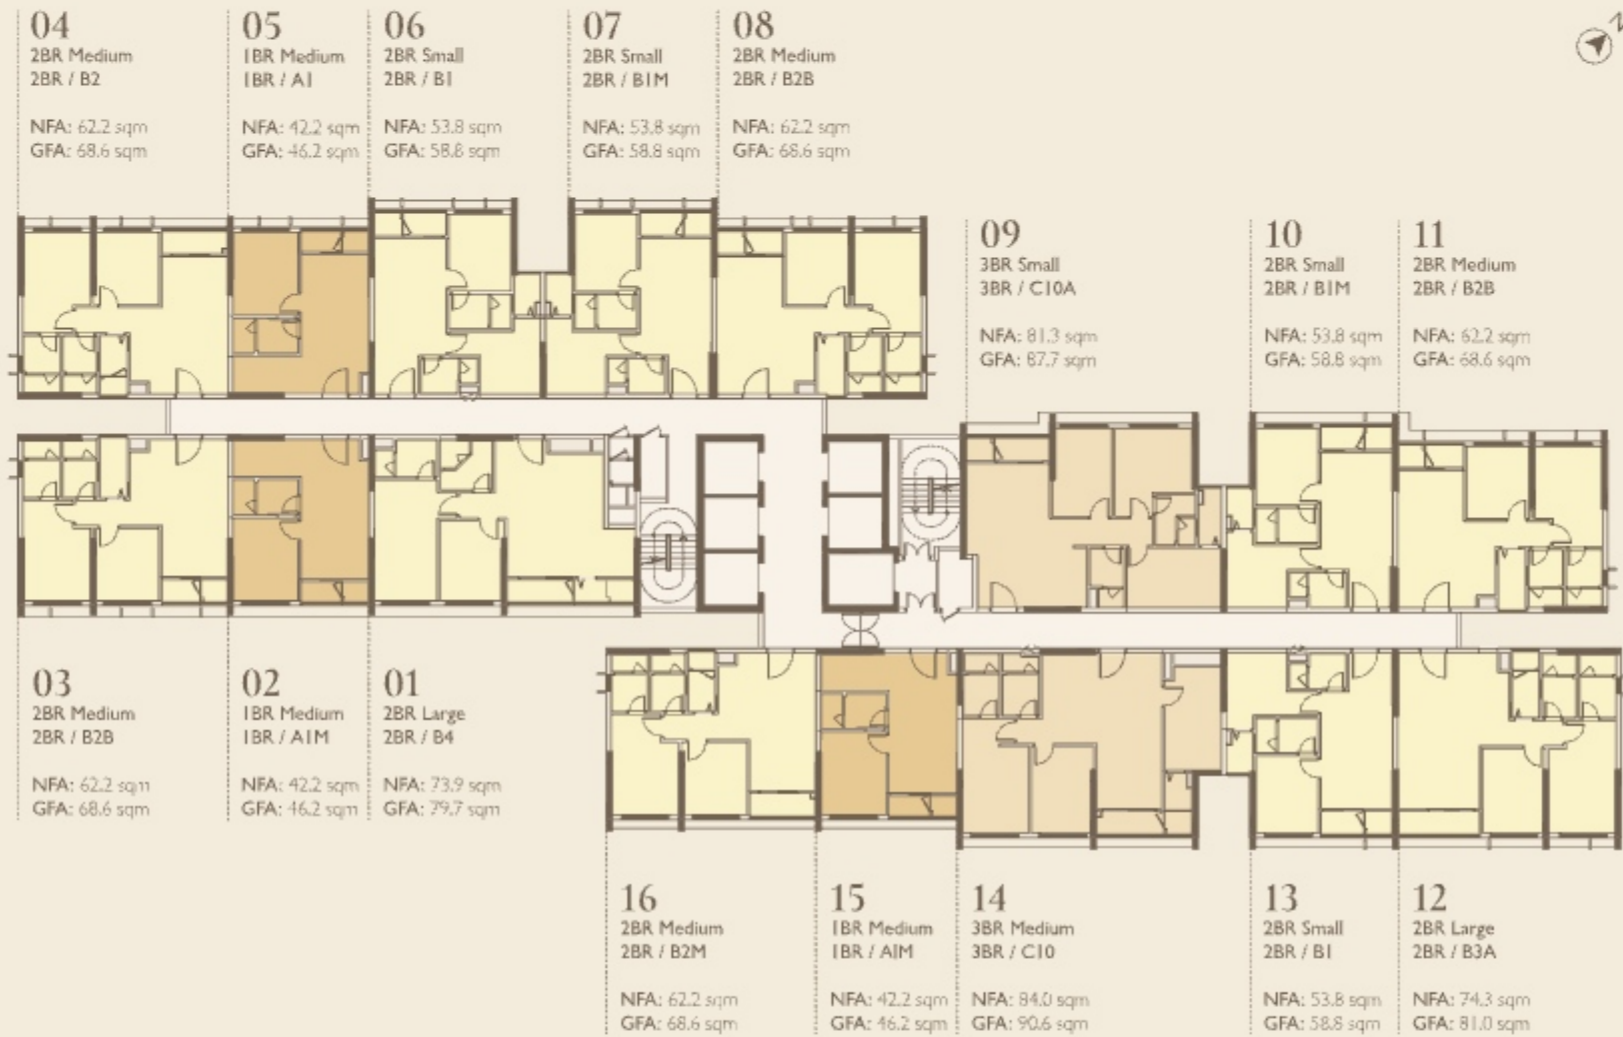 04
2BR Medium
2BR / B2
NFA: 62.2 sqm
GFA: 68.6 sqm
05
1BR Medium
1BR / A1
NFA: 42.2 sqm
GFA: 46.2 sqm
06
2BR Small
2BR / B1
NFA: 53.8 sqm
GFA: 58.8 sqm
07
2BR Small
2BR / B1M
NFA: 53.8 sqm
GFA: 58.8 sqm
08
2BR Medium
2BR / B2B
NFA: 62.2 sqm
GFA: 68.6 sqm
N
09
3BR Small
3BR / C10A
NFA: 81.3 sqm
GFA: 87.7 sqm
10
2BR Small
2BR / B1M
NFA: 53.8 sqm
GFA: 58.8 sqm
11
2BR Medium
2BR / B2B
NFA: 62.2 sqm
GFA: 68.6 sqm
03
2BR Medium
2BR / B2B
NFA: 62.2 sqm
GFA: 68.6 sqm
02
1BR Medium
1BR / A1M
NFA: 42.2 sqm
GFA: 46.2 sqm
01
2BR Large
2BR / B4
NFA: 73.9 sqm
GFA: 79.7 sqm
16
2BR Medium
2BR / B2M
NFA: 62.2 sqm
GFA: 68.6 sqm
15
1BR Medium
1BR / A1M
NFA: 42.2 sqm
GFA: 46.2 sqm
14
3BR Medium
3BR / C10
NFA: 84.0 sqm
GFA: 90.6 sqm
13
2BR Small
2BR / B1
NFA: 53.8 sqm
GFA: 58.8 sqm
12
2BR Large
2BR / B3A
NFA: 74.3 sqm
GFA: 81.0 sqm